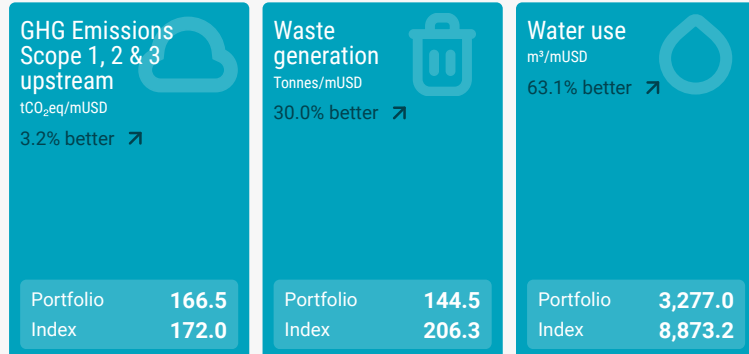 GHG Emissions
Scope 1, 2 & 3
upstream
tCO₂eq/mUSD
3.2% better
Portfolio 166.5
Index 172.0
Waste
generation
Tonnes/mUSD
30.0% better
Portfolio 144.5
Index 206.3
Water use
m³/mUSD
63.1% better
Portfolio 3,277.0
Index 8,873.2